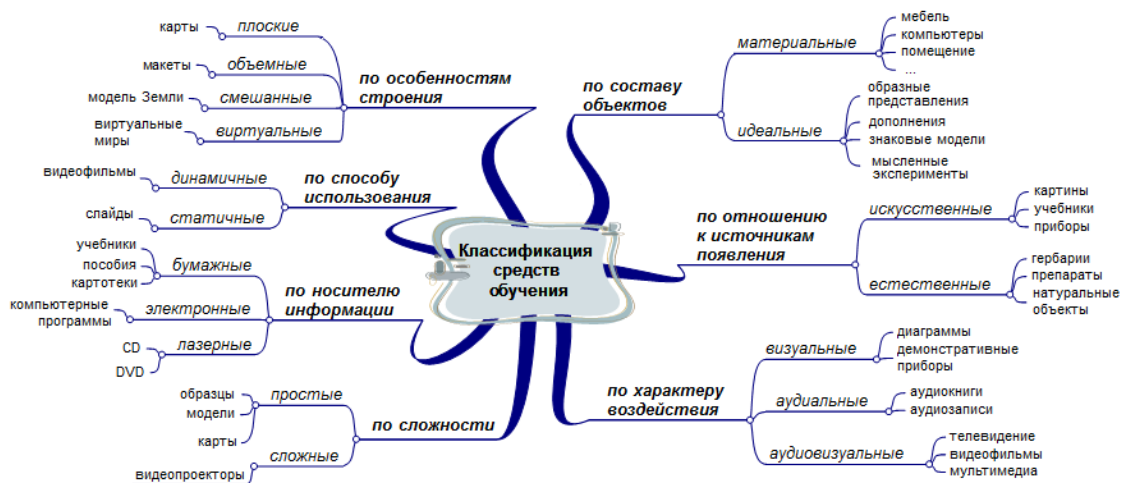 Классификация
средств
обучения
по составу
объектов
материальные
мебель
компьютеры
помещение
...
идеальные
образные
представления
дополнения
знаковые модели
мысленные
эксперименты
по отношению
к источникам
появления
искусственные
картины
учебники
приборы
естественные
гербарии
препараты
натуральные
объекты
по характеру
воздействия
визуальные
диаграммы
демонстративные
приборы
аудиальные
аудиокниги
аудиозаписи
аудиовизуальные
телевидение
видеофильмы
мультимедиа
по особенностям
строения
плоские
карты
объемные
макеты
смешанные
модель Земли
виртуальные
виртуальные
миры
по способу
использования
динамичные
видеофильмы
статичные
слайды
по носителю
информации
бумажные
учебники
пособия
картотеки
электронные
компьютерные
программы
лазерные
CD
DVD
по сложности
простые
образцы
модели
карты
сложные
видеопроекторы